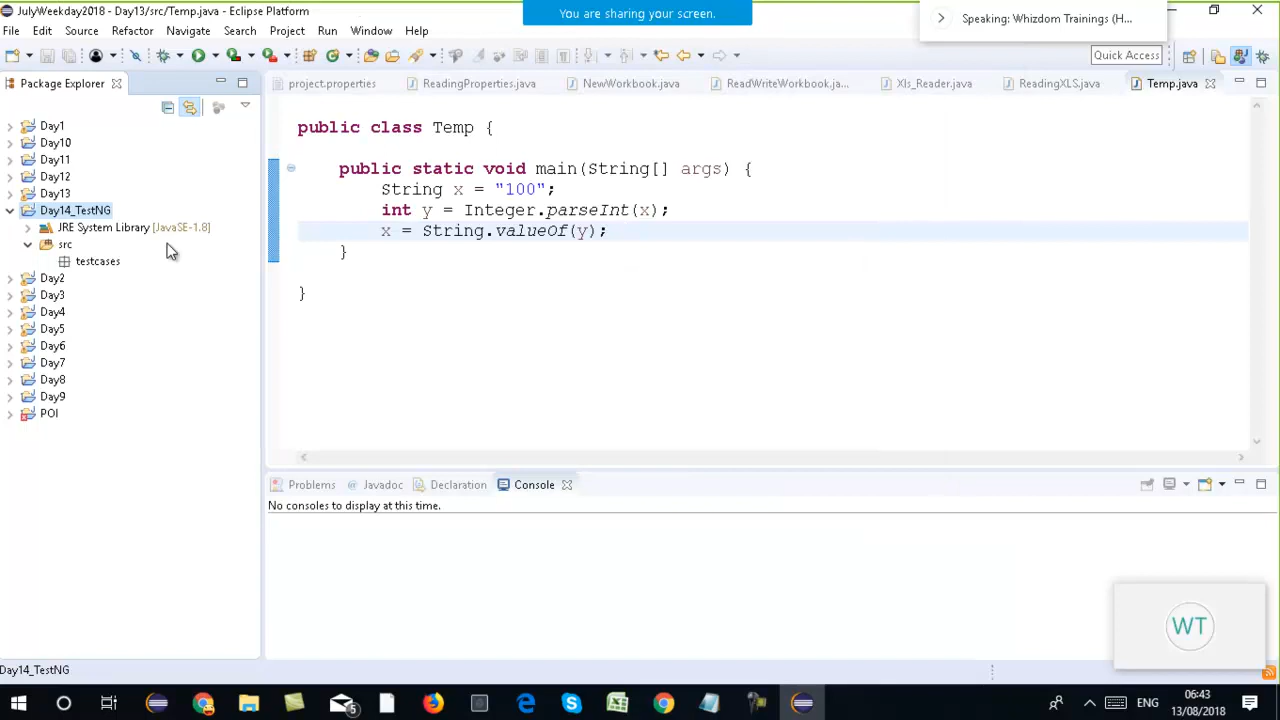 JulyWeekday2018 - Day13/src/Temp.java - Eclipse Platform
You are sharing your screen.
Speaking: Whizdom Trainings (H...
File Edit Source Refactor Navigate Search Project Run Window Help
Quick Access
Package Explorer
project.properties ReadingProperties.java NewWorkbook.java ReadWriteWorkbook.ja... Xls_Reader.java ReadingXLS.java Temp.java
Day1
Day10
Day11
Day12
Day13
Day14_TestNG
JRE System Library [JavaSE-1.8]
src
testcases
Day2
Day3
Day4
Day5
Day6
Day7
Day8
Day9
POI
public class Temp {
public static void main(String[] args) {
String x = "100";
int y = Integer.parseInt(x);
x = String.valueOf(y);
}
}
Problems Javadoc Declaration Console
No consoles to display at this time.
WT
Day14_TestNG
5
ENG
06:43
13/08/2018